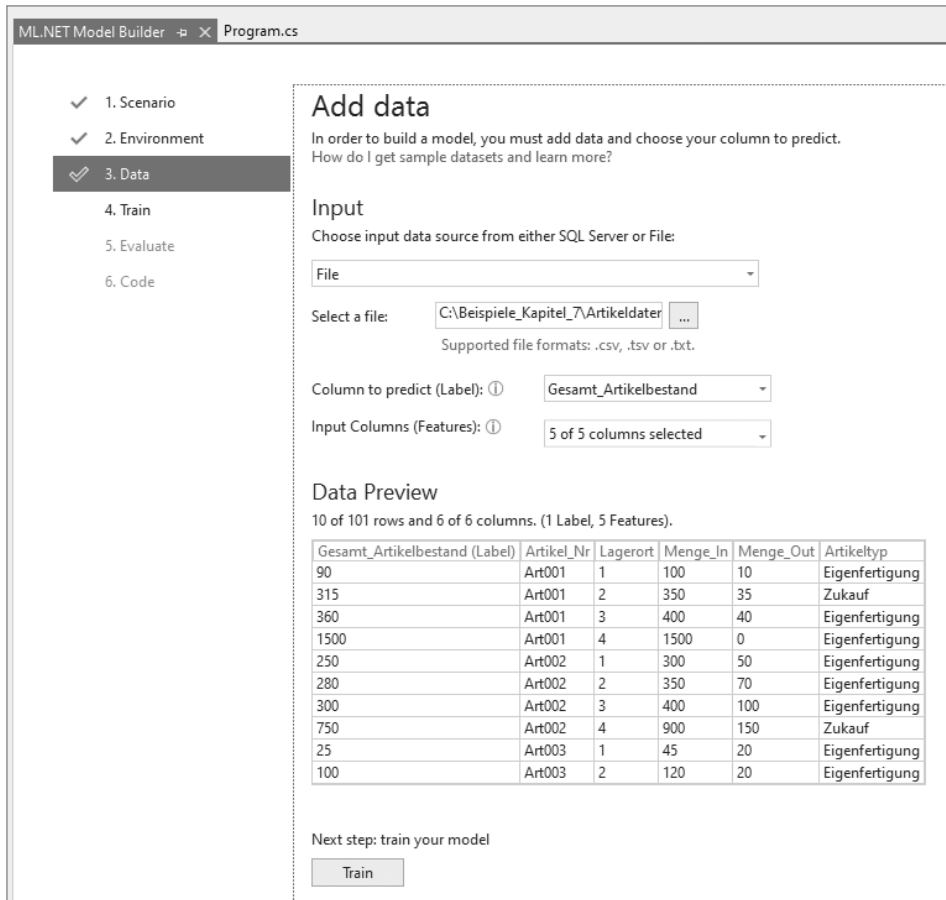 ML.NET Model Builder
Program.cs
1. Scenario
2. Environment
3. Data
4. Train
5. Evaluate
6. Code
Add data
In order to build a model, you must add data and choose your column to predict.
How do I get sample datasets and learn more?
Input
Choose input data source from either SQL Server or File:
File
Select a file: C:\Beispiele_Kapitel_7\Artikeldater ...
Supported file formats: .csv, .tsv or .txt.
Column to predict (Label): Gesamt_Artikelbestand
Input Columns (Features): 5 of 5 columns selected
Data Preview
10 of 101 rows and 6 of 6 columns. (1 Label, 5 Features).
Gesamt_Artikelbestand (Label) Artikel_Nr Lagerort Menge_In Menge_Out Artikeltyp
90 Art001 1 100 10 Eigenfertigung
315 Art001 2 350 35 Zukauf
360 Art001 3 400 40 Eigenfertigung
1500 Art001 4 1500 0 Eigenfertigung
250 Art002 1 300 50 Eigenfertigung
280 Art002 2 350 70 Eigenfertigung
300 Art002 3 400 100 Eigenfertigung
750 Art002 4 900 150 Zukauf
25 Art003 1 45 20 Eigenfertigung
100 Art003 2 120 20 Eigenfertigung
Next step: train your model
Train